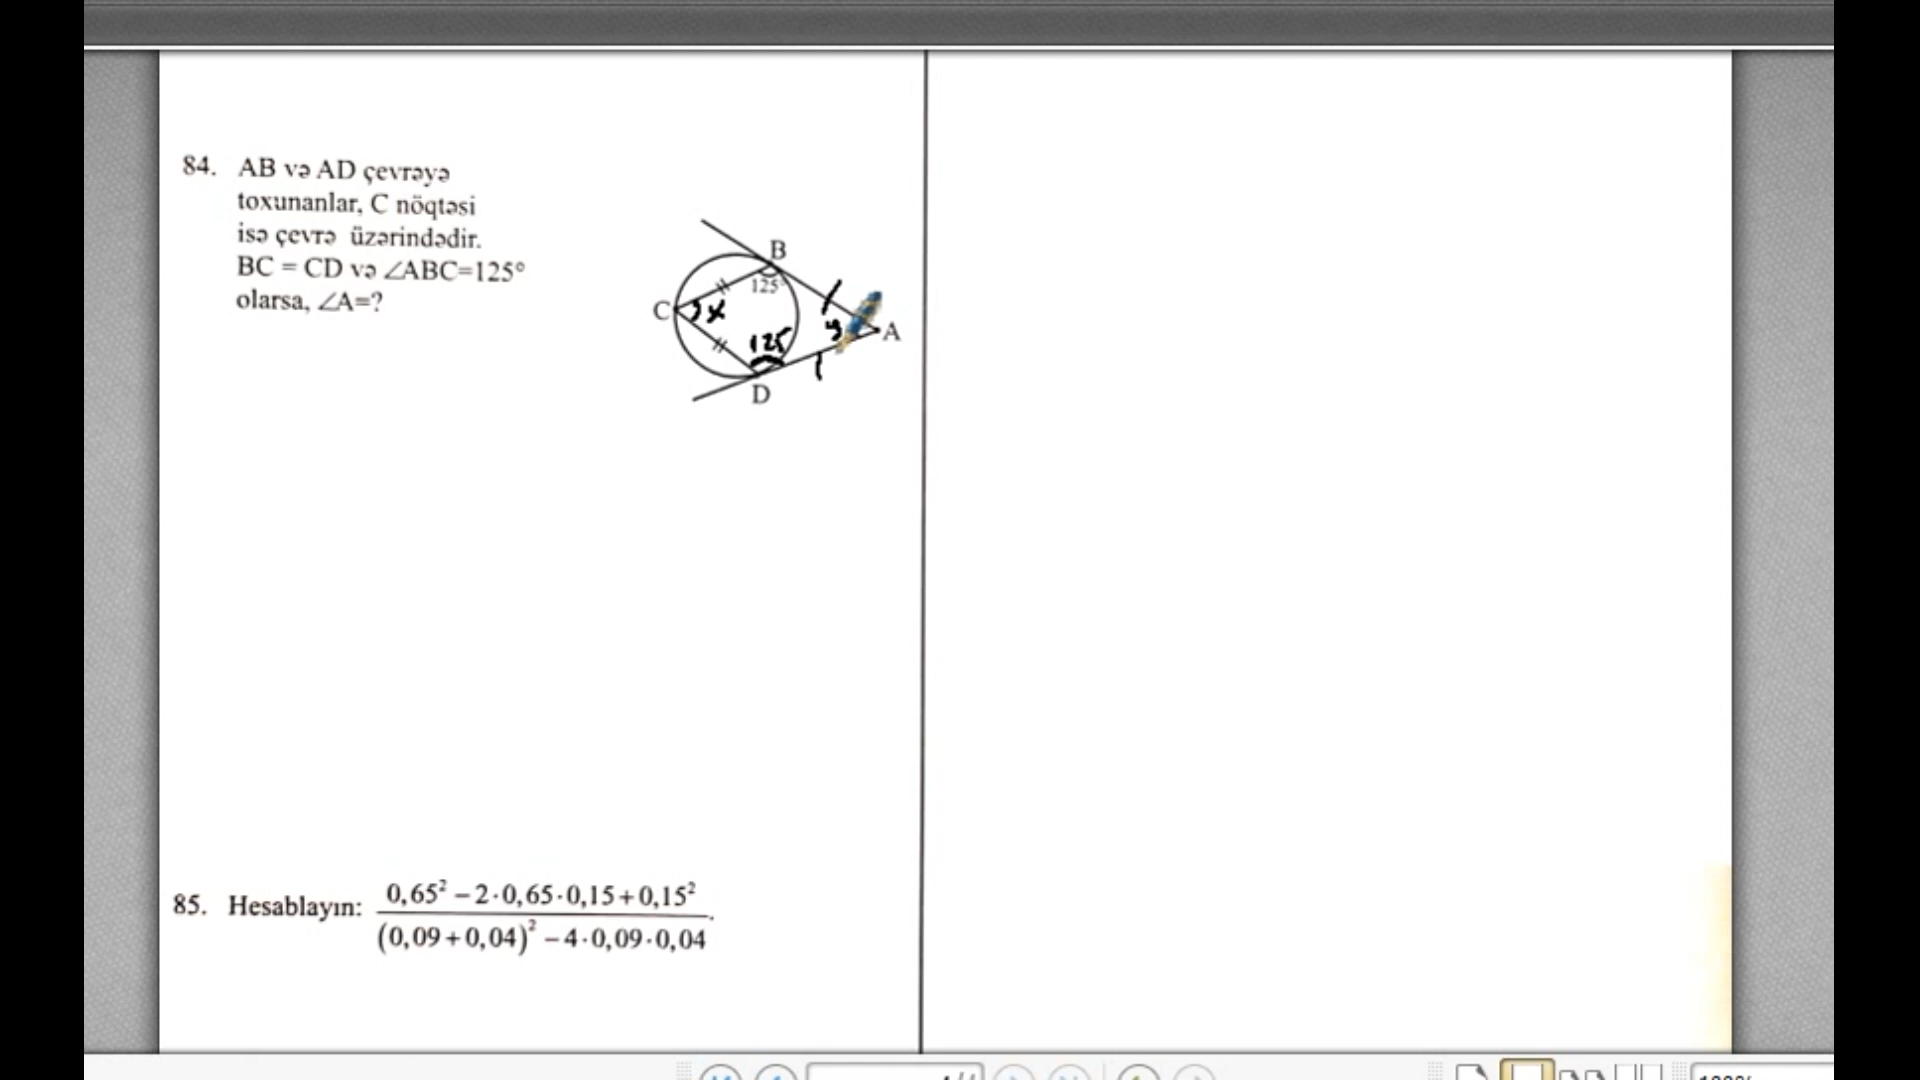 84. AB və AD çevrəyə
toxunanlar, C nöqtəsi
isə çevrə üzərindədir.
BC = CD və ∠ABC=125°
olarsa, ∠A=?
B
125°
C
x
y
A
125
D
85. Hesablayın: (0,65² – 2·0,65·0,15 + 0,15²) / ((0,09 + 0,04)² – 4·0,09·0,04).